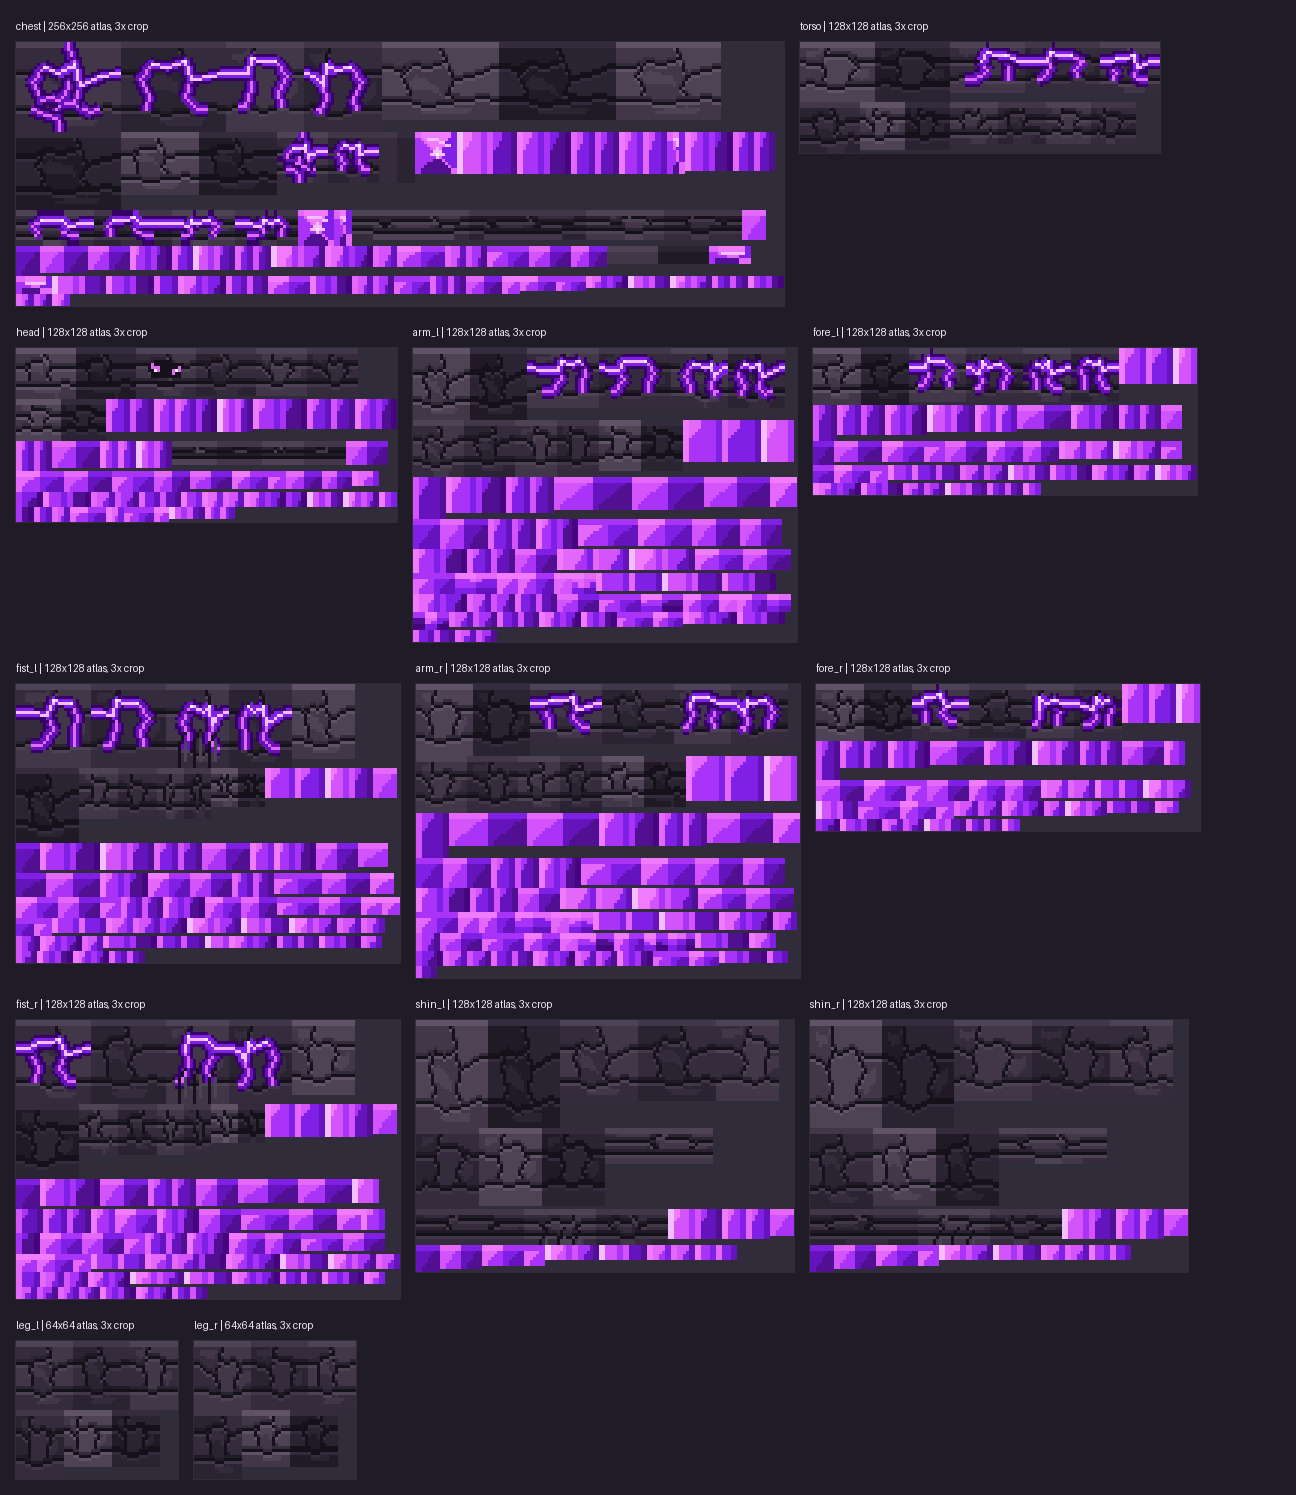 chest | 256x256 atlas, 3x crop
torso | 128x128 atlas, 3x crop
head | 128x128 atlas, 3x crop
arm_l | 128x128 atlas, 3x crop
fore_l | 128x128 atlas, 3x crop
fist_l | 128x128 atlas, 3x crop
arm_r | 128x128 atlas, 3x crop
fore_r | 128x128 atlas, 3x crop
fist_r | 128x128 atlas, 3x crop
shin_l | 128x128 atlas, 3x crop
shin_r | 128x128 atlas, 3x crop
leg_l | 64x64 atlas, 3x crop
leg_r | 64x64 atlas, 3x crop